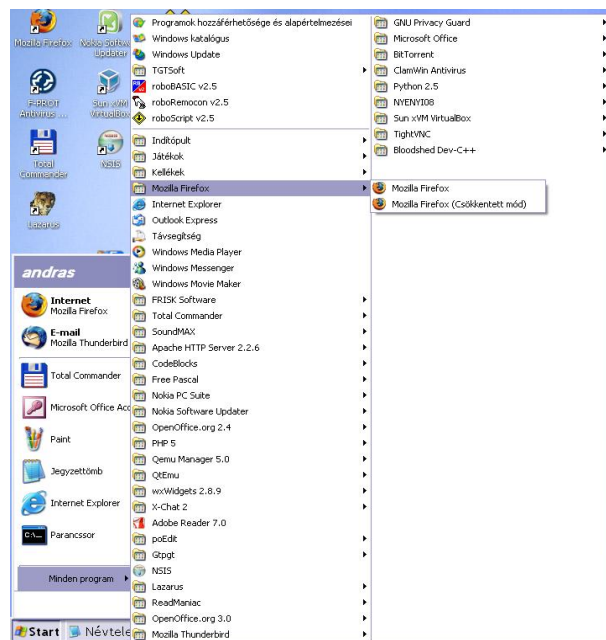 Mozilla Firefox
Nokia Software Updater
F-PROT Antivirus ...
Sun xVM VirtualBox
Total Commander
NSIS
Lazarus
andras
Internet
Mozilla Firefox
E-mail
Mozilla Thunderbird
Total Commander
Microsoft Office Acc
Paint
Jegyzettömb
Internet Explorer
Parancssor
Minden program
Start
Névtele
Programok hozzáférhetősége és alapértelmezései
Windows katalógus
Windows Update
TGTSoft
roboBASIC v2.5
roboRemocon v2.5
roboScript v2.5
Indítópult
Játékok
Kellékek
Mozilla Firefox
Internet Explorer
Outlook Express
Távsegítség
Windows Media Player
Windows Messenger
Windows Movie Maker
FRISK Software
Total Commander
SoundMAX
Apache HTTP Server 2.2.6
CodeBlocks
Free Pascal
Nokia PC Suite
Nokia Software Updater
OpenOffice.org 2.4
PHP 5
Qemu Manager 5.0
QtEmu
wxWidgets 2.8.9
X-Chat 2
Adobe Reader 7.0
poEdit
Gtpgt
NSIS
Lazarus
ReadManiac
OpenOffice.org 3.0
Mozilla Thunderbird
GNU Privacy Guard
Microsoft Office
BitTorrent
ClamWin Antivirus
Python 2.5
NYENYI08
Sun xVM VirtualBox
TightVNC
Bloodshed Dev-C++
Mozilla Firefox
Mozilla Firefox (Csökkentett mód)